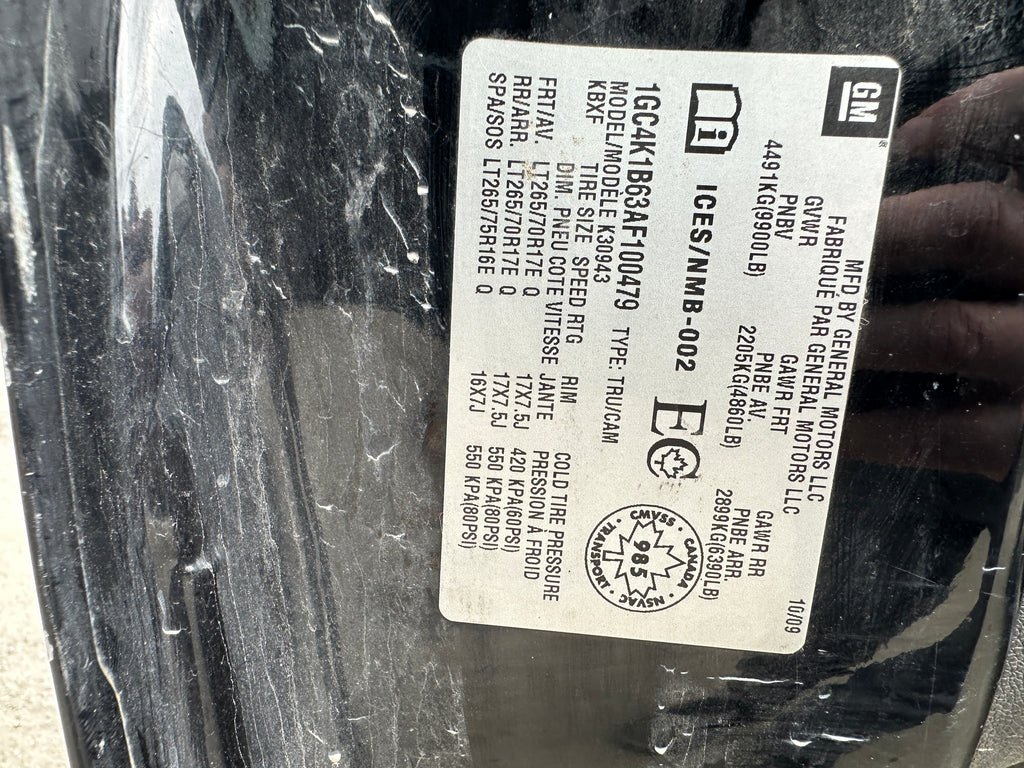 GM
MFD BY GENERAL MOTORS LLC 10/09
FABRIQUÉ PAR GENERAL MOTORS LLC
GVWR GAWR FRT GAWR RR
PNBV PNBE AV. PNBE ARR.
4491KG(9900LB) 2205KG(4860LB) 2899KG(6390LB)
i ICES/NMB-002 EC
CMVSS · CANADA · NSVAC · TRANSPORT ·
985
1GC4K1B63AF100479 TYPE: TRU/CAM
MODEL/MODÈLE K30943
KBXF TIRE SIZE SPEED RTG RIM COLD TIRE PRESSURE
DIM. PNEU COTE VITESSE JANTE PRESSION À FROID
FRT/AV. LT265/70R17E Q 17X7.5J 420 KPA(60PSI)
RR/ARR. LT265/70R17E Q 17X7.5J 550 KPA(80PSI)
SPA/SOS LT265/75R16E Q 16X7J 550 KPA(80PSI)